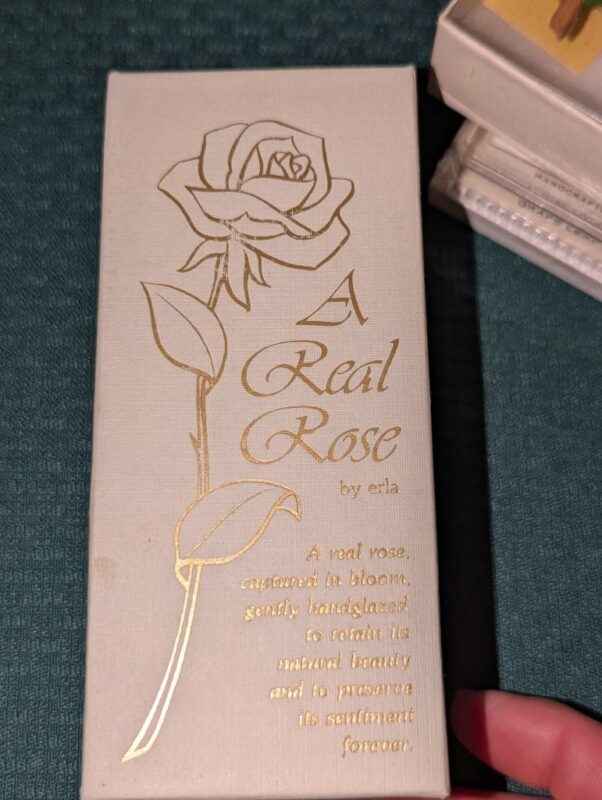 A
Real
Rose
by erla
A real rose,
captured in bloom,
gently handglazed
to retain its
natural beauty
and to preserve
its sentiment
forever.